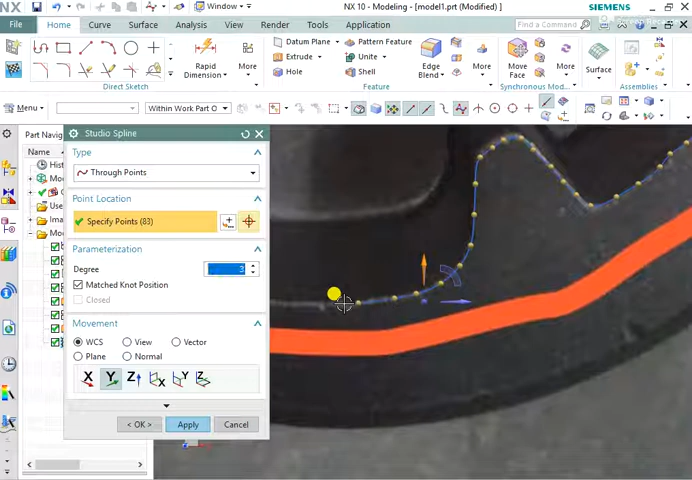 NX
Window
NX 10 - Modeling - [model1.prt (Modified) ]
SIEMENS
File
Home
Curve
Surface
Analysis
View
Render
Tools
Application
Find a Command
Rapid
Dimension
More
Direct Sketch
Datum Plane
Extrude
Hole
Pattern Feature
Unite
Shell
Edge
Blend
More
Feature
Move
Face
More
Synchronous Mod...
Surface
Assemblies
Menu
Within Work Part O
Part Nav
Name
Studio Spline
Type
Through Points
Point Location
Specify Points (83)
Parameterization
Degree
3
Matched Knot Position
Closed
Movement
WCS
View
Vector
Plane
Normal
X
Y
Z
X
Y
Z
< OK >
Apply
Cancel